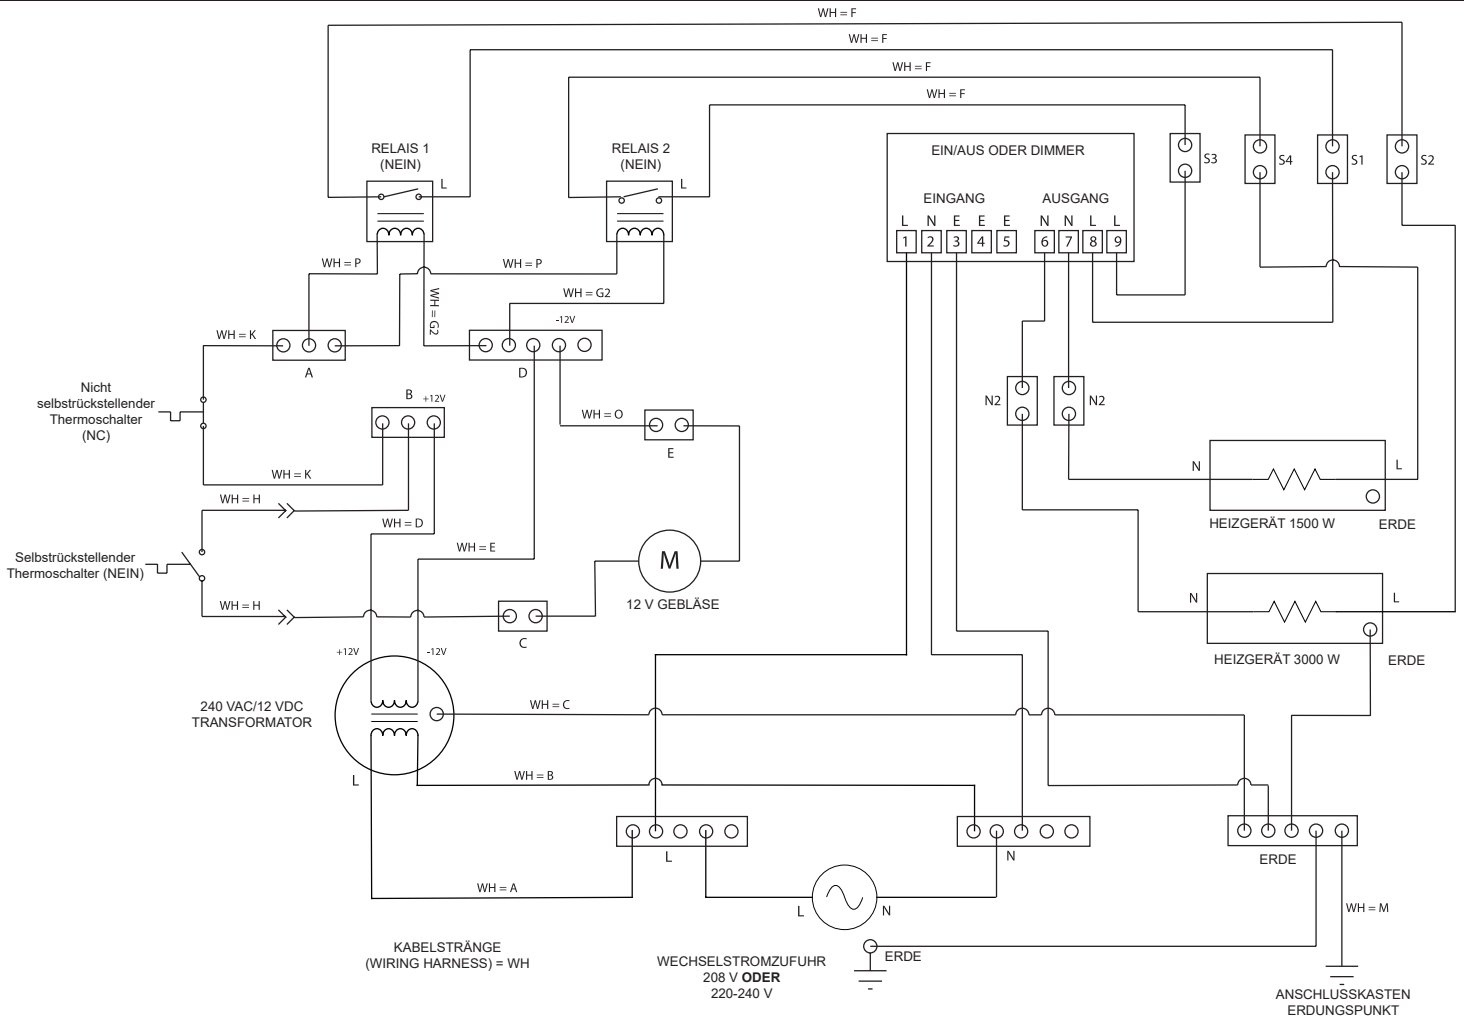 WH = F
WH = F
WH = F
WH = F
RELAIS 1
(NEIN)
L
RELAIS 2
(NEIN)
L
EIN/AUS ODER DIMMER
EINGANG
AUSGANG
L N E E E N N L L
1 2 3 4 5 6 7 8 9
S3
S4
S1
S2
WH = P
WH = P
WH = G2
WH = G2
-12V
WH = K
A
D
Nicht
selbstrückstellender
Thermoschalter
(NC)
B
+12V
WH = O
E
N2
N2
WH = K
WH = H
WH = D
N
L
HEIZGERÄT 1500 W
ERDE
Selbstrückstellender
Thermoschalter (NEIN)
WH = E
M
12 V GEBLÄSE
WH = H
C
N
L
HEIZGERÄT 3000 W
ERDE
+12V
-12V
240 VAC/12 VDC
TRANSFORMATOR
WH = C
L
WH = B
L
N
ERDE
WH = A
L
N
WH = M
KABELSTRÄNGE
(WIRING HARNESS) = WH
WECHSELSTROMZUFUHR
208 V ODER
220-240 V
ERDE
ANSCHLUSSKASTEN
ERDUNGSPUNKT